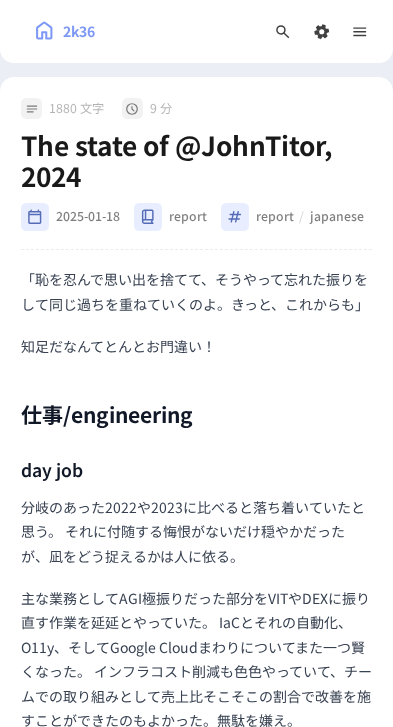 2k36
1880 文字 9 分
The state of @JohnTitor,
2024
2025-01-18 report report / japanese
「恥を忍んで思い出を捨てて、そうやって忘れた振りを
して同じ過ちを重ねていくのよ。きっと、これからも」
知足だなんてとんとお門違い！
仕事/engineering
day job
分岐のあった2022や2023に比べると落ち着いていたと
思う。 それに付随する悔恨がないだけ穏やかだった
が、凪をどう捉えるかは人に依る。
主な業務としてAGI極振りだった部分をVITやDEXに振り
直す作業を延延とやっていた。 IaCとそれの自動化、
O11y、そしてGoogle Cloudまわりについてまた一つ賢
くなった。 インフラコスト削減も色色やっていて、チー
ムでの取り組みとして売上比そこそこの割合で改善を施
すことができたのもよかった。無駄を嫌え。